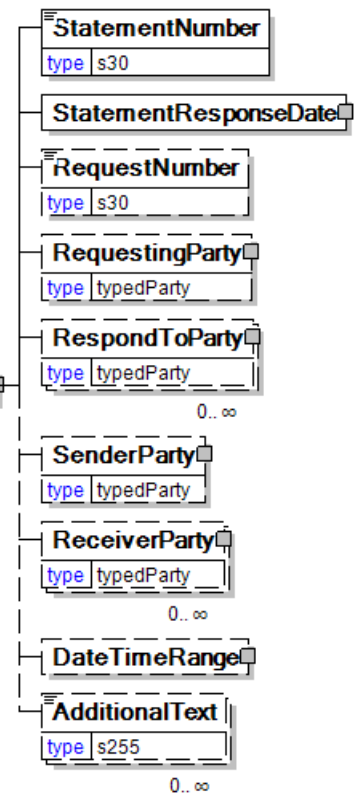 StatementNumber
type s30
StatementResponseDate
RequestNumber
type s30
RequestingParty
type typedParty
RespondToParty
type typedParty
0.. ∞
SenderParty
type typedParty
ReceiverParty
type typedParty
0.. ∞
DateTimeRange
AdditionalText
type s255
0.. ∞